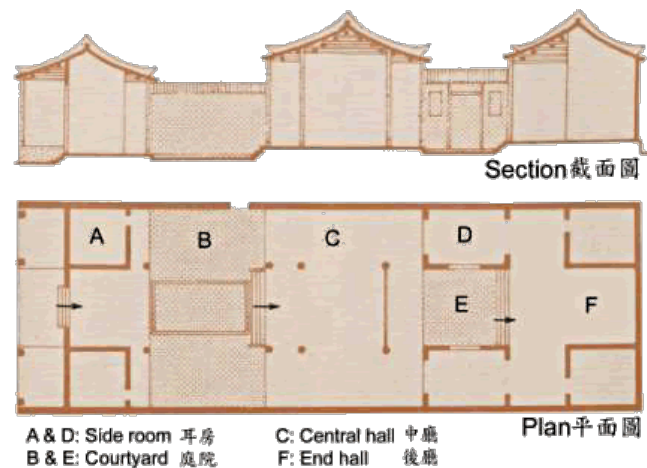 Section截面圖
A
B
C
D
E
F
Plan平面圖
A & D: Side room 耳房
C: Central hall 中廳
B & E: Courtyard 庭院
F: End hall 後廳